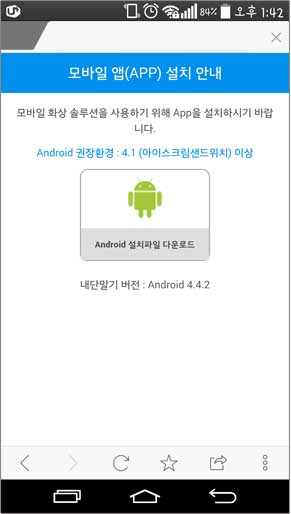 U+ 84% 오후 1:42
모바일 앱(APP) 설치 안내
모바일 화상 솔루션을 사용하기 위해 App을 설치하시기 바랍
니다.
Android 권장환경 : 4.1 (아이스크림샌드위치) 이상
Android 설치파일 다운로드
내단말기 버전 : Android 4.4.2